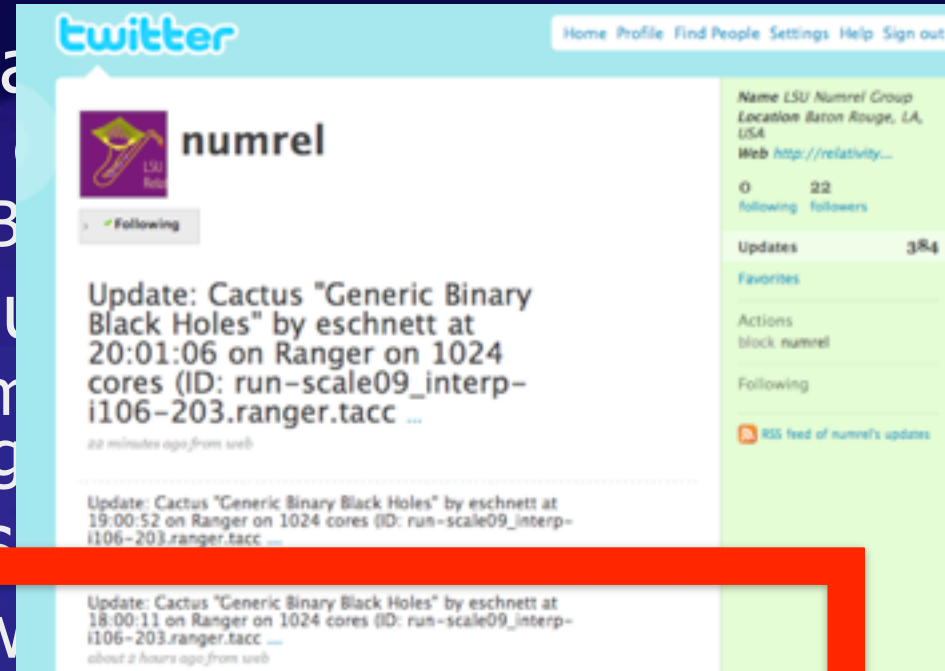 twitter
Home Profile Find People Settings Help Sign out
numrel
LSU
Following
Update: Cactus "Generic Binary
Black Holes" by eschnett at
20:01:06 on Ranger on 1024
cores (ID: run-scale09_interp-
i106-203.ranger.tacc ...
22 minutes ago from web
Update: Cactus "Generic Binary Black Holes" by eschnett at
19:00:52 on Ranger on 1024 cores (ID: run-scale09_interp-
i106-203.ranger.tacc ...
Update: Cactus "Generic Binary Black Holes" by eschnett at
18:00:11 on Ranger on 1024 cores (ID: run-scale09_interp-
i106-203.ranger.tacc ...
about 2 hours ago from web
Name LSU Numrel Group
Location Baton Rouge, LA,
USA
Web http://relativity...
0 22
following followers
Updates 384
Favorites
Actions
block numrel
Following
RSS feed of numrel's updates